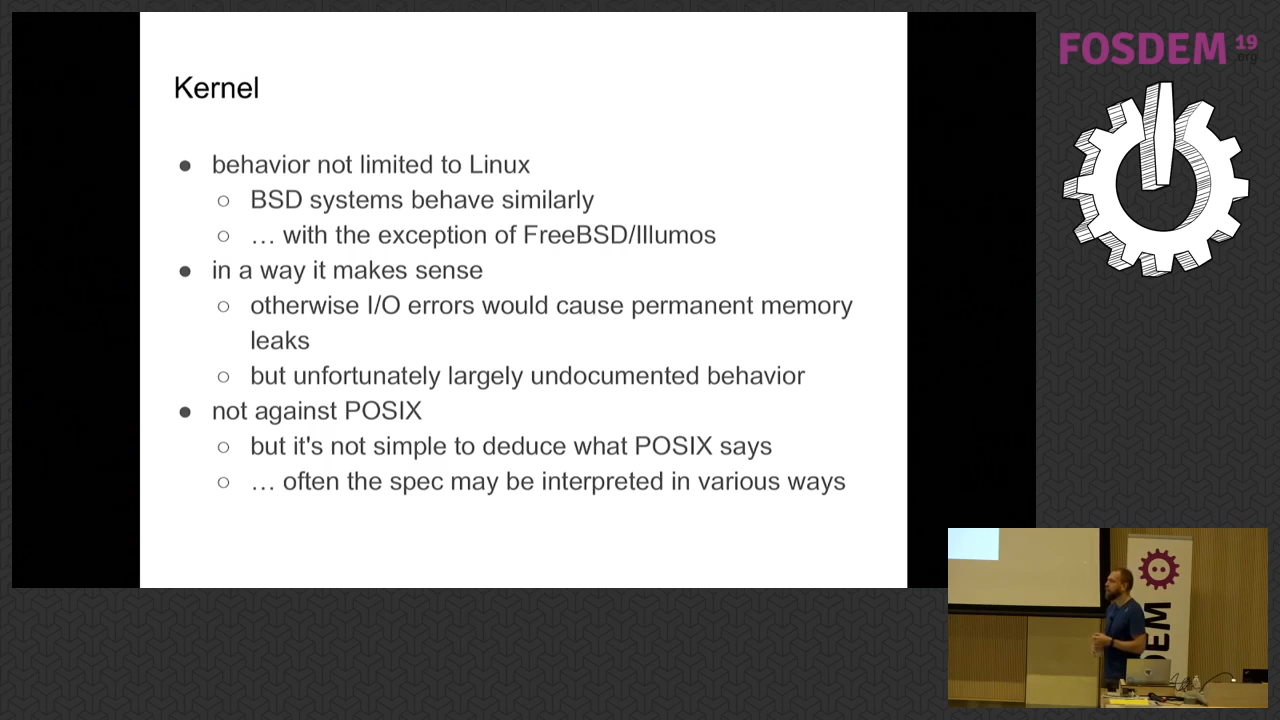 FOSDEM 19
.org
Kernel
● behavior not limited to Linux
○ BSD systems behave similarly
○ … with the exception of FreeBSD/Illumos
● in a way it makes sense
○ otherwise I/O errors would cause permanent memory
leaks
○ but unfortunately largely undocumented behavior
● not against POSIX
○ but it's not simple to deduce what POSIX says
○ … often the spec may be interpreted in various ways
DEM